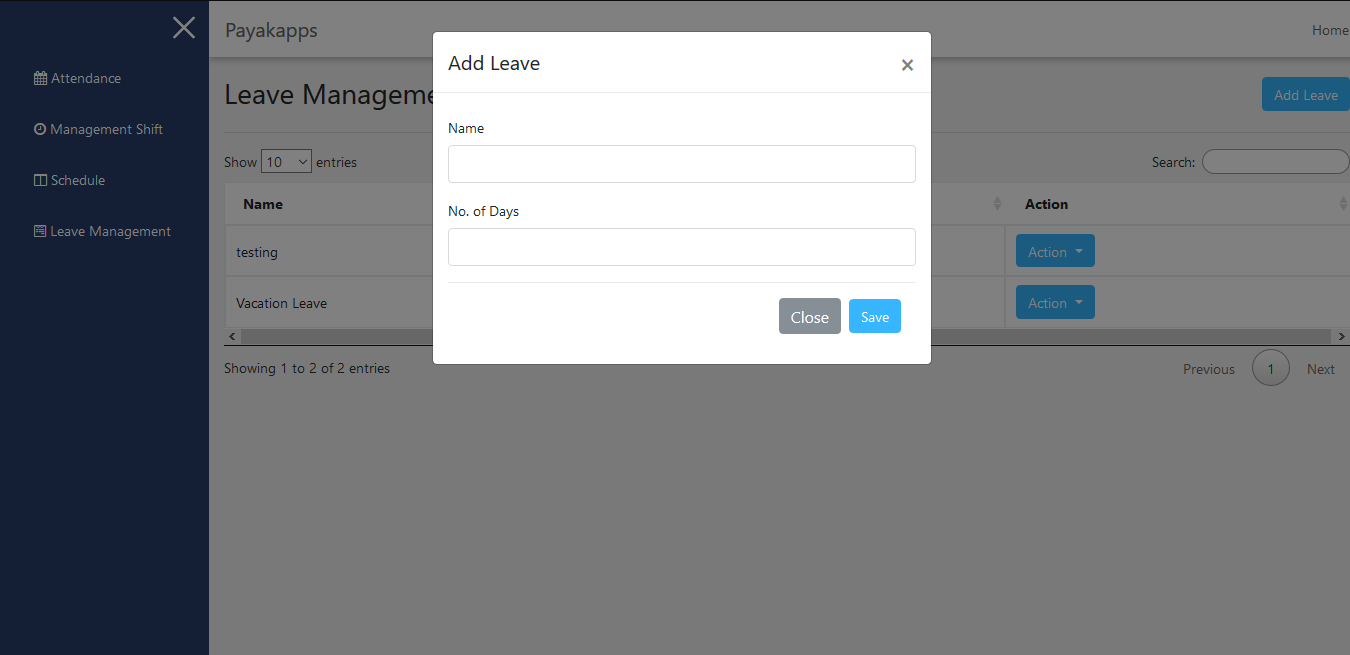 Payakapps
Home
Attendance
Management Shift
Schedule
Leave Management
Leave Manageme
Add Leave
Show 10 entries
Search:
Name
Action
testing
Action
Vacation Leave
Action
Showing 1 to 2 of 2 entries
Previous 1 Next
Add Leave
×
Name
No. of Days
Close Save